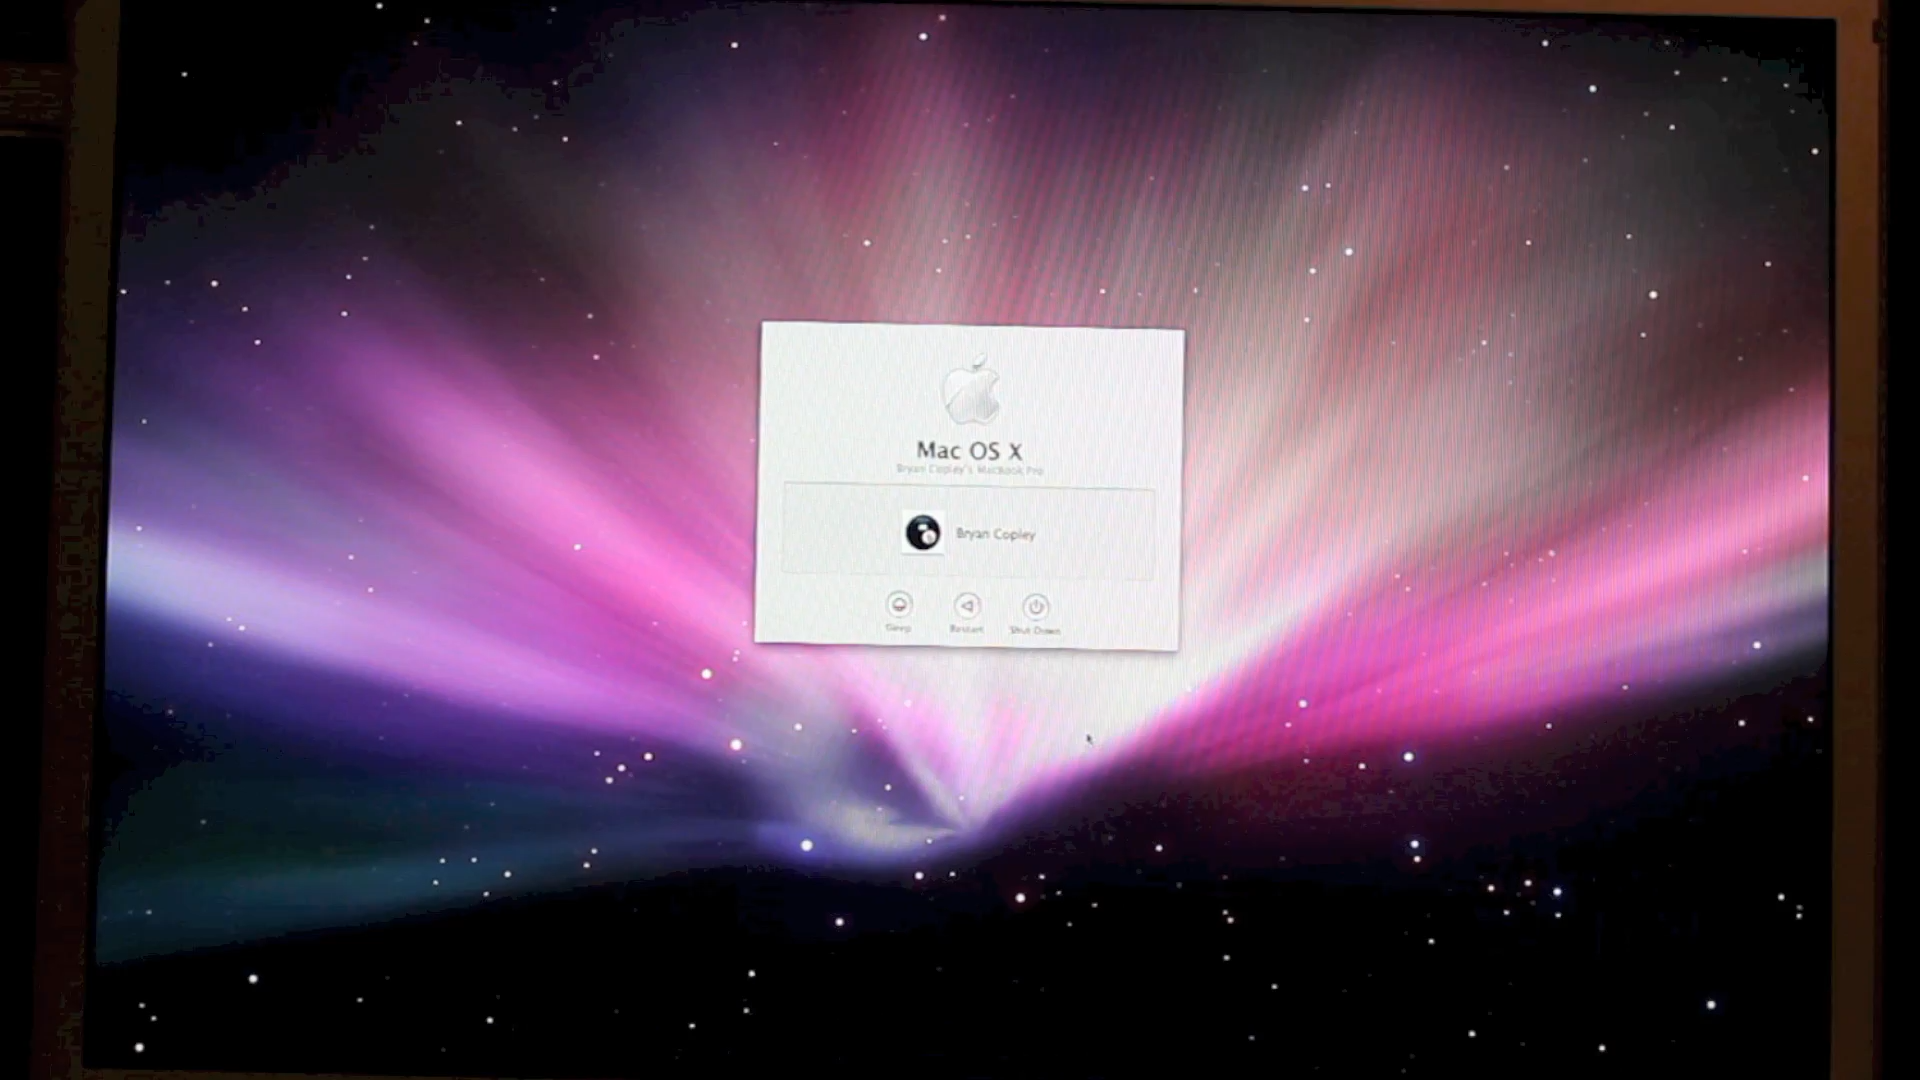 Mac OS X
Bryan Copley's MacBook Pro
Bryan Copley
Sleep
Restart
Shut Down